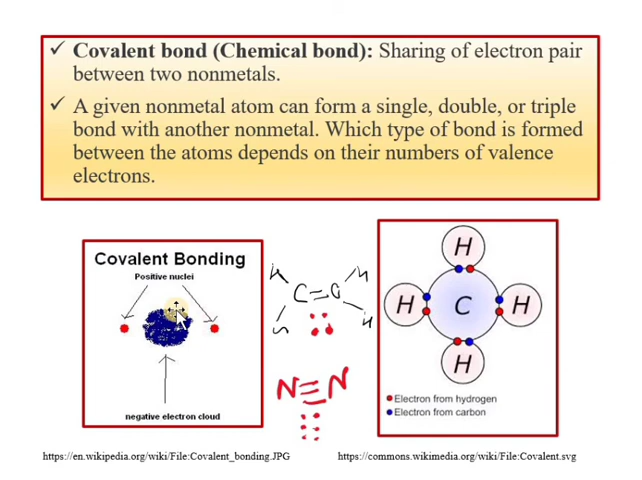 ✓ Covalent bond (Chemical bond): Sharing of electron pair
between two nonmetals.
✓ A given nonmetal atom can form a single, double, or triple
bond with another nonmetal. Which type of bond is formed
between the atoms depends on their numbers of valence
electrons.
Covalent Bonding
Positive nuclei
negative electron cloud
H
C=C
H
N≡N
H
H C H
H
Electron from hydrogen
Electron from carbon
https://en.wikipedia.org/wiki/File:Covalent_bonding.JPG
https://commons.wikimedia.org/wiki/File:Covalent.svg